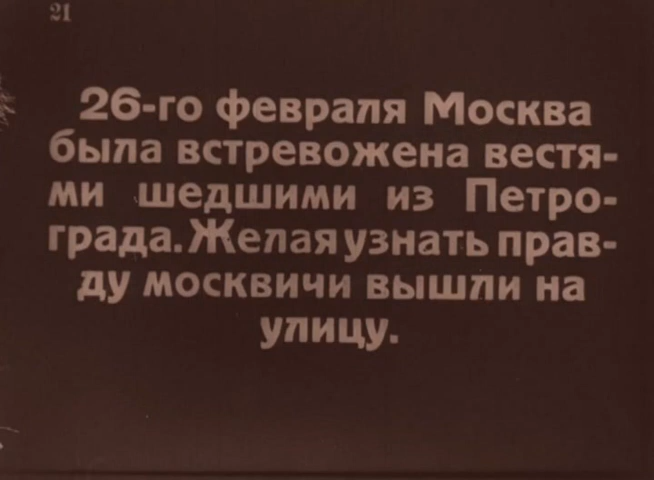 21
26-го февраля Москва
была встревожена вестя-
ми шедшими из Петро-
града. Желая узнать прав-
ду москвичи вышли на
улицу.